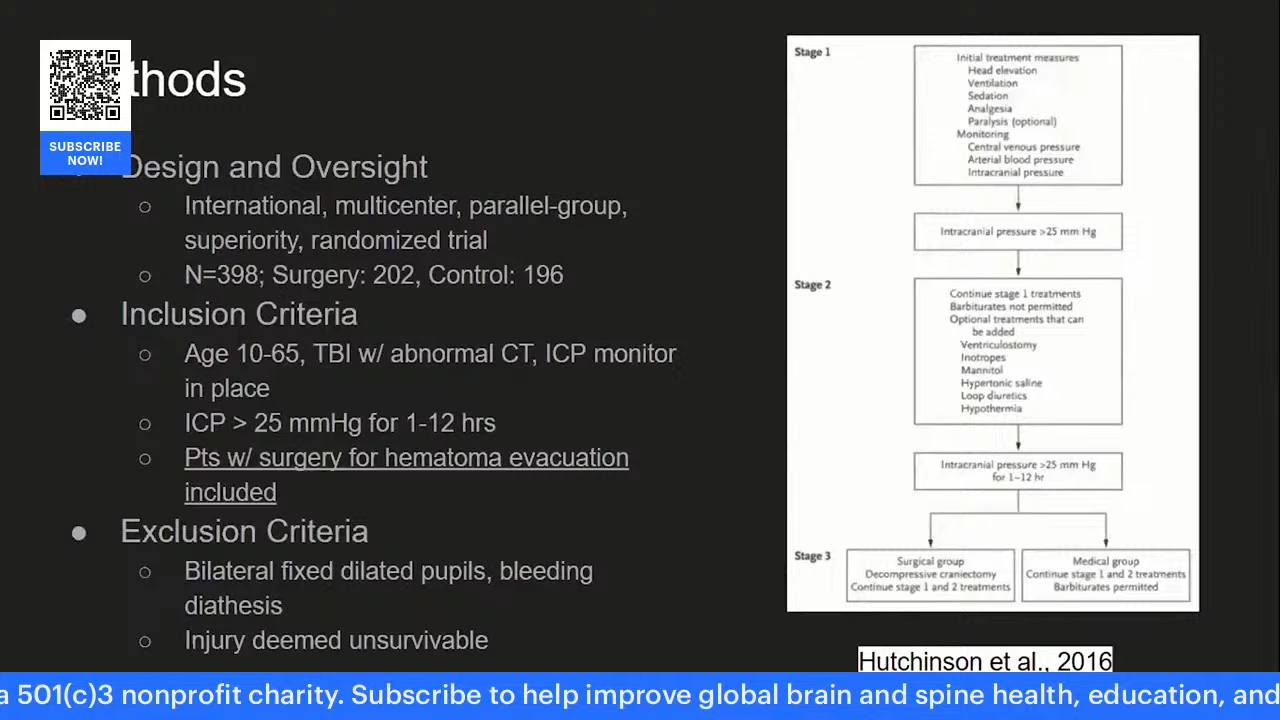 thods
SUBSCRIBE
NOW!
Design and Oversight
○ International, multicenter, parallel-group,
superiority, randomized trial
○ N=398; Surgery: 202, Control: 196
● Inclusion Criteria
○ Age 10-65, TBI w/ abnormal CT, ICP monitor
in place
○ ICP > 25 mmHg for 1-12 hrs
○ Pts w/ surgery for hematoma evacuation
included
● Exclusion Criteria
○ Bilateral fixed dilated pupils, bleeding
diathesis
○ Injury deemed unsurvivable
Stage 1
Initial treatment measures
Head elevation
Ventilation
Sedation
Analgesia
Paralysis (optional)
Monitoring
Central venous pressure
Arterial blood pressure
Intracranial pressure
Intracranial pressure >25 mm Hg
Stage 2
Continue stage 1 treatments
Barbiturates not permitted
Optional treatments that can
be added
Ventriculostomy
Inotropes
Mannitol
Hypertonic saline
Loop diuretics
Hypothermia
Intracranial pressure >25 mm Hg
for 1–12 hr
Stage 3
Surgical group
Decompressive craniectomy
Continue stage 1 and 2 treatments
Medical group
Continue stage 1 and 2 treatments
Barbiturates permitted
Hutchinson et al., 2016
a 501(c)3 nonprofit charity. Subscribe to help improve global brain and spine health, education, and